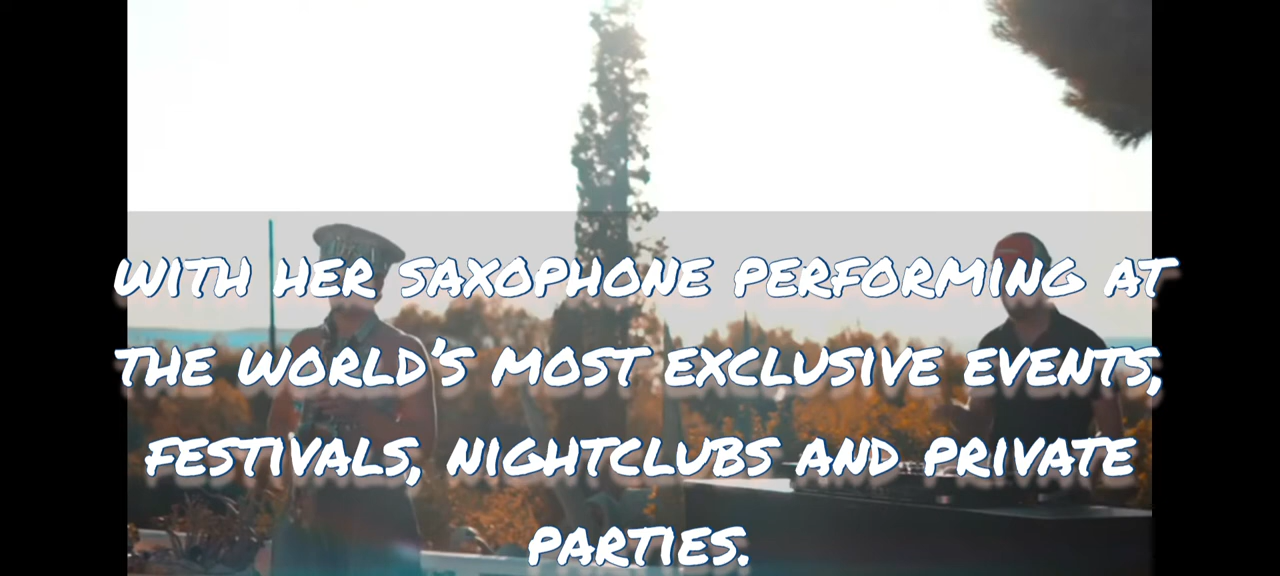 WITH HER SAXOPHONE PERFORMING AT
THE WORLD'S MOST EXCLUSIVE EVENTS,
FESTIVALS, NIGHTCLUBS AND PRIVATE
PARTIES.